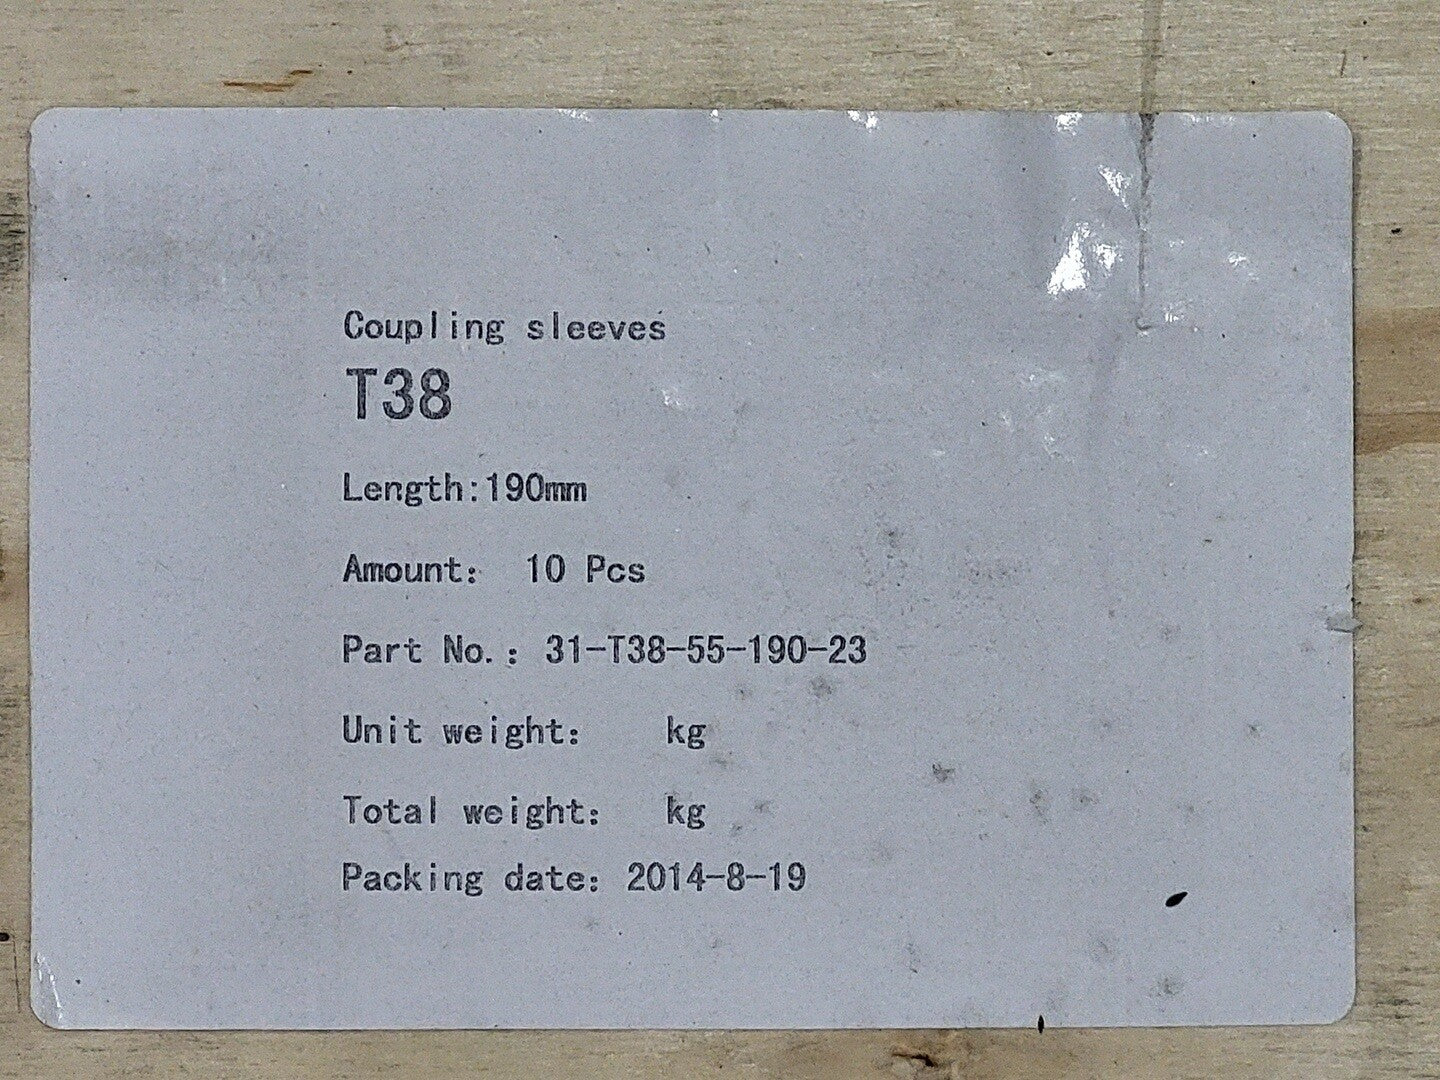 Coupling sleeves
T38
Length:190mm
Amount: 10 Pcs
Part No.: 31-T38-55-190-23
Unit weight: kg
Total weight: kg
Packing date: 2014-8-19